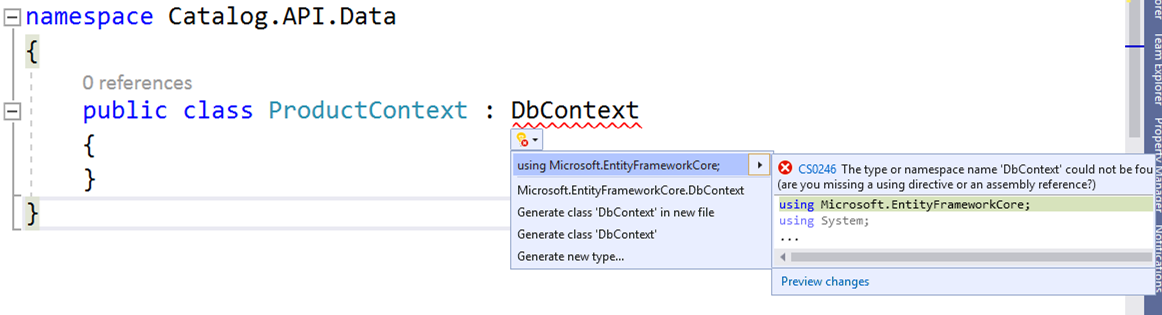 namespace Catalog.API.Data
{
0 references
public class ProductContext : DbContext
{
}
}
using Microsoft.EntityFrameworkCore;
Microsoft.EntityFrameworkCore.DbContext
Generate class 'DbContext' in new file
Generate class 'DbContext'
Generate new type...
CS0246 The type or namespace name 'DbContext' could not be fou
(are you missing a using directive or an assembly reference?)
using Microsoft.EntityFrameworkCore;
using System;
...
Preview changes
Team Explorer
Property Manager
Notifications